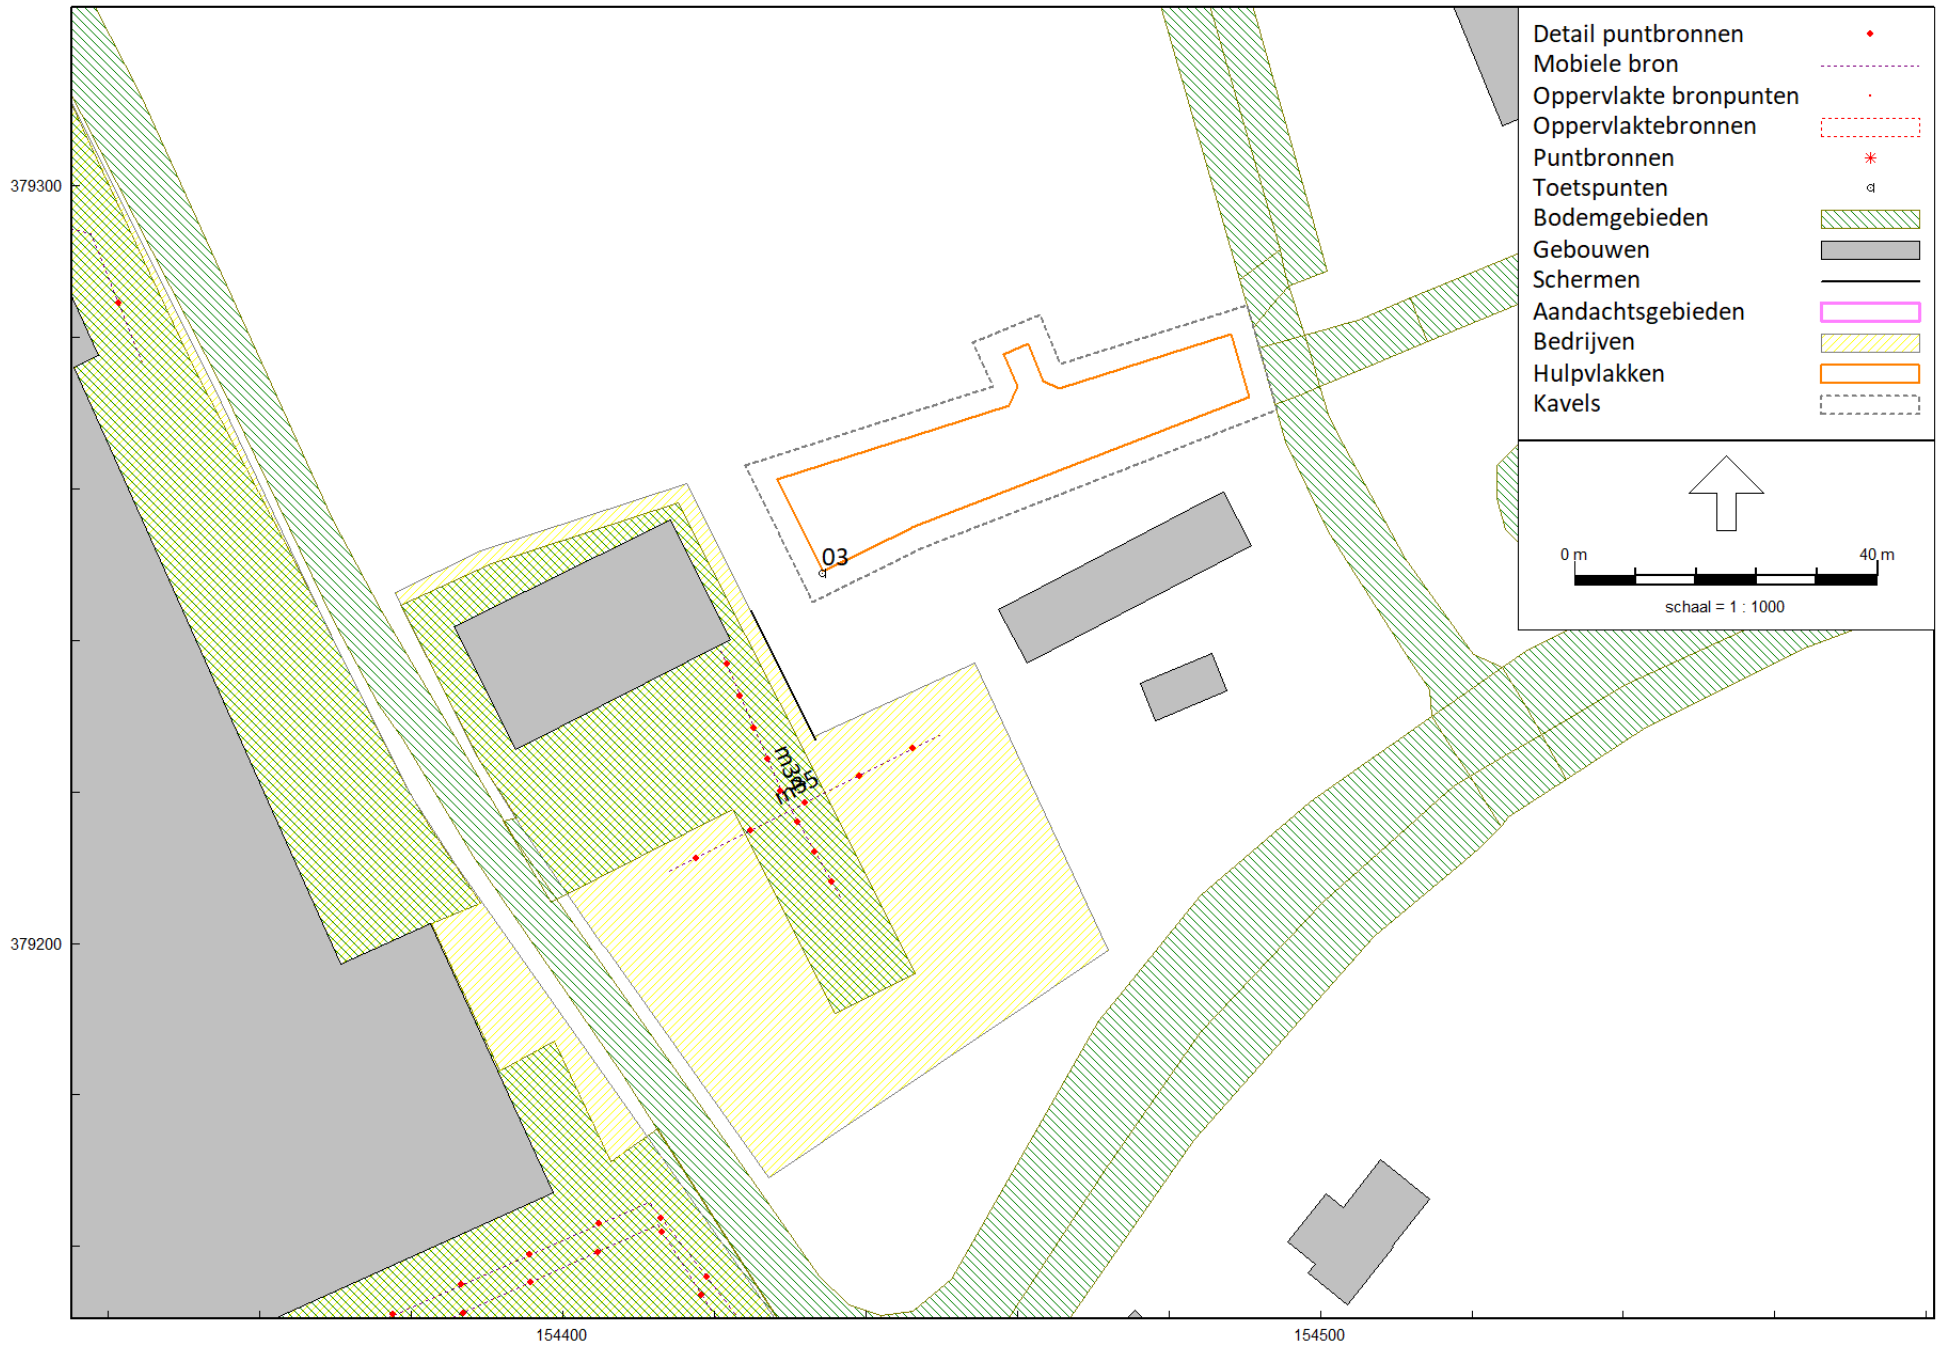 Detail puntbronnen
Mobiele bron
Oppervlakte bronpunten
Oppervlaktebronnen
Puntbronnen
Toetspunten
Bodemgebieden
Gebouwen
Schermen
Aandachtsgebieden
Bedrijven
Hulpvlakken
Kavels
0 m 40 m
schaal = 1 : 1000
379300
03
379200
154400 154500